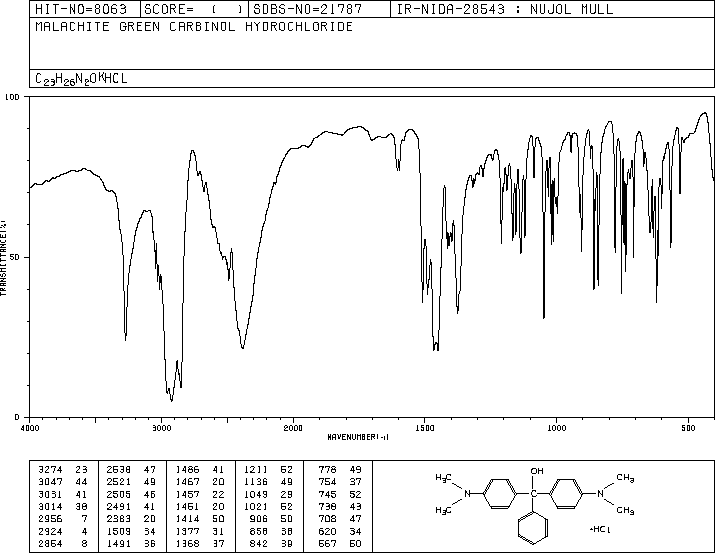 HIT-NO=8063 SCORE= ( ) SDBS-NO=21787 IR-NIDA-28543 : NUJOL MULL
MALACHITE GREEN CARBINOL HYDROCHLORIDE
C23H26N2O*HCL
100
50
0
TRANSMITTANCE(%)
4000 3000 2000 1500 1000 500
WAVENUMBER(-1)
3274 23 2538 47 1486 41 1211 52 778 49
3047 44 2521 49 1467 20 1136 49 754 37
3031 41 2505 46 1457 22 1049 29 745 52
3014 38 2491 41 1451 20 1021 52 738 43
2956 7 2383 20 1414 50 906 50 708 47
2924 4 1509 34 1377 31 858 38 620 34
2854 8 1491 36 1368 37 842 39 567 50
OH
H3C CH3
N C N
H3C CH3
•HCl